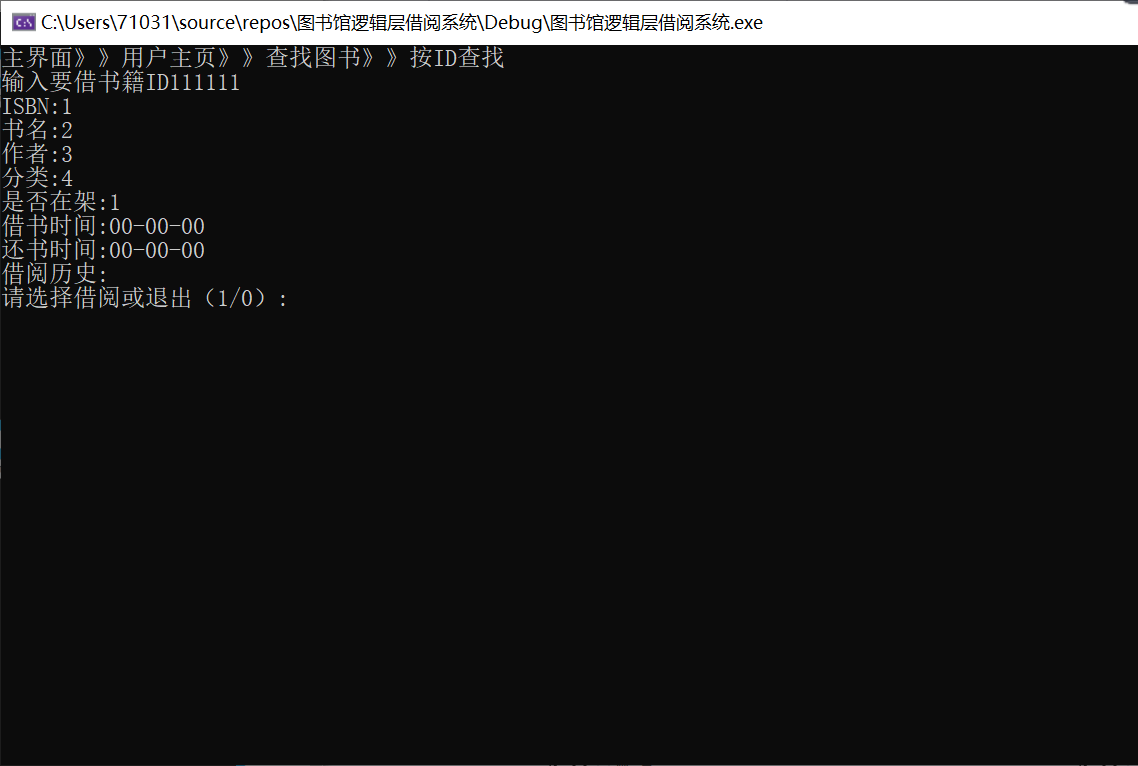 C:\Users\71031\source\repos\图书馆逻辑层借阅系统\Debug\图书馆逻辑层借阅系统.exe
主界面》》用户主页》》查找图书》》按ID查找
输入要借书籍ID111111
ISBN:1
书名:2
作者:3
分类:4
是否在架:1
借书时间:00-00-00
还书时间:00-00-00
借阅历史:
请选择借阅或退出（1/0）: